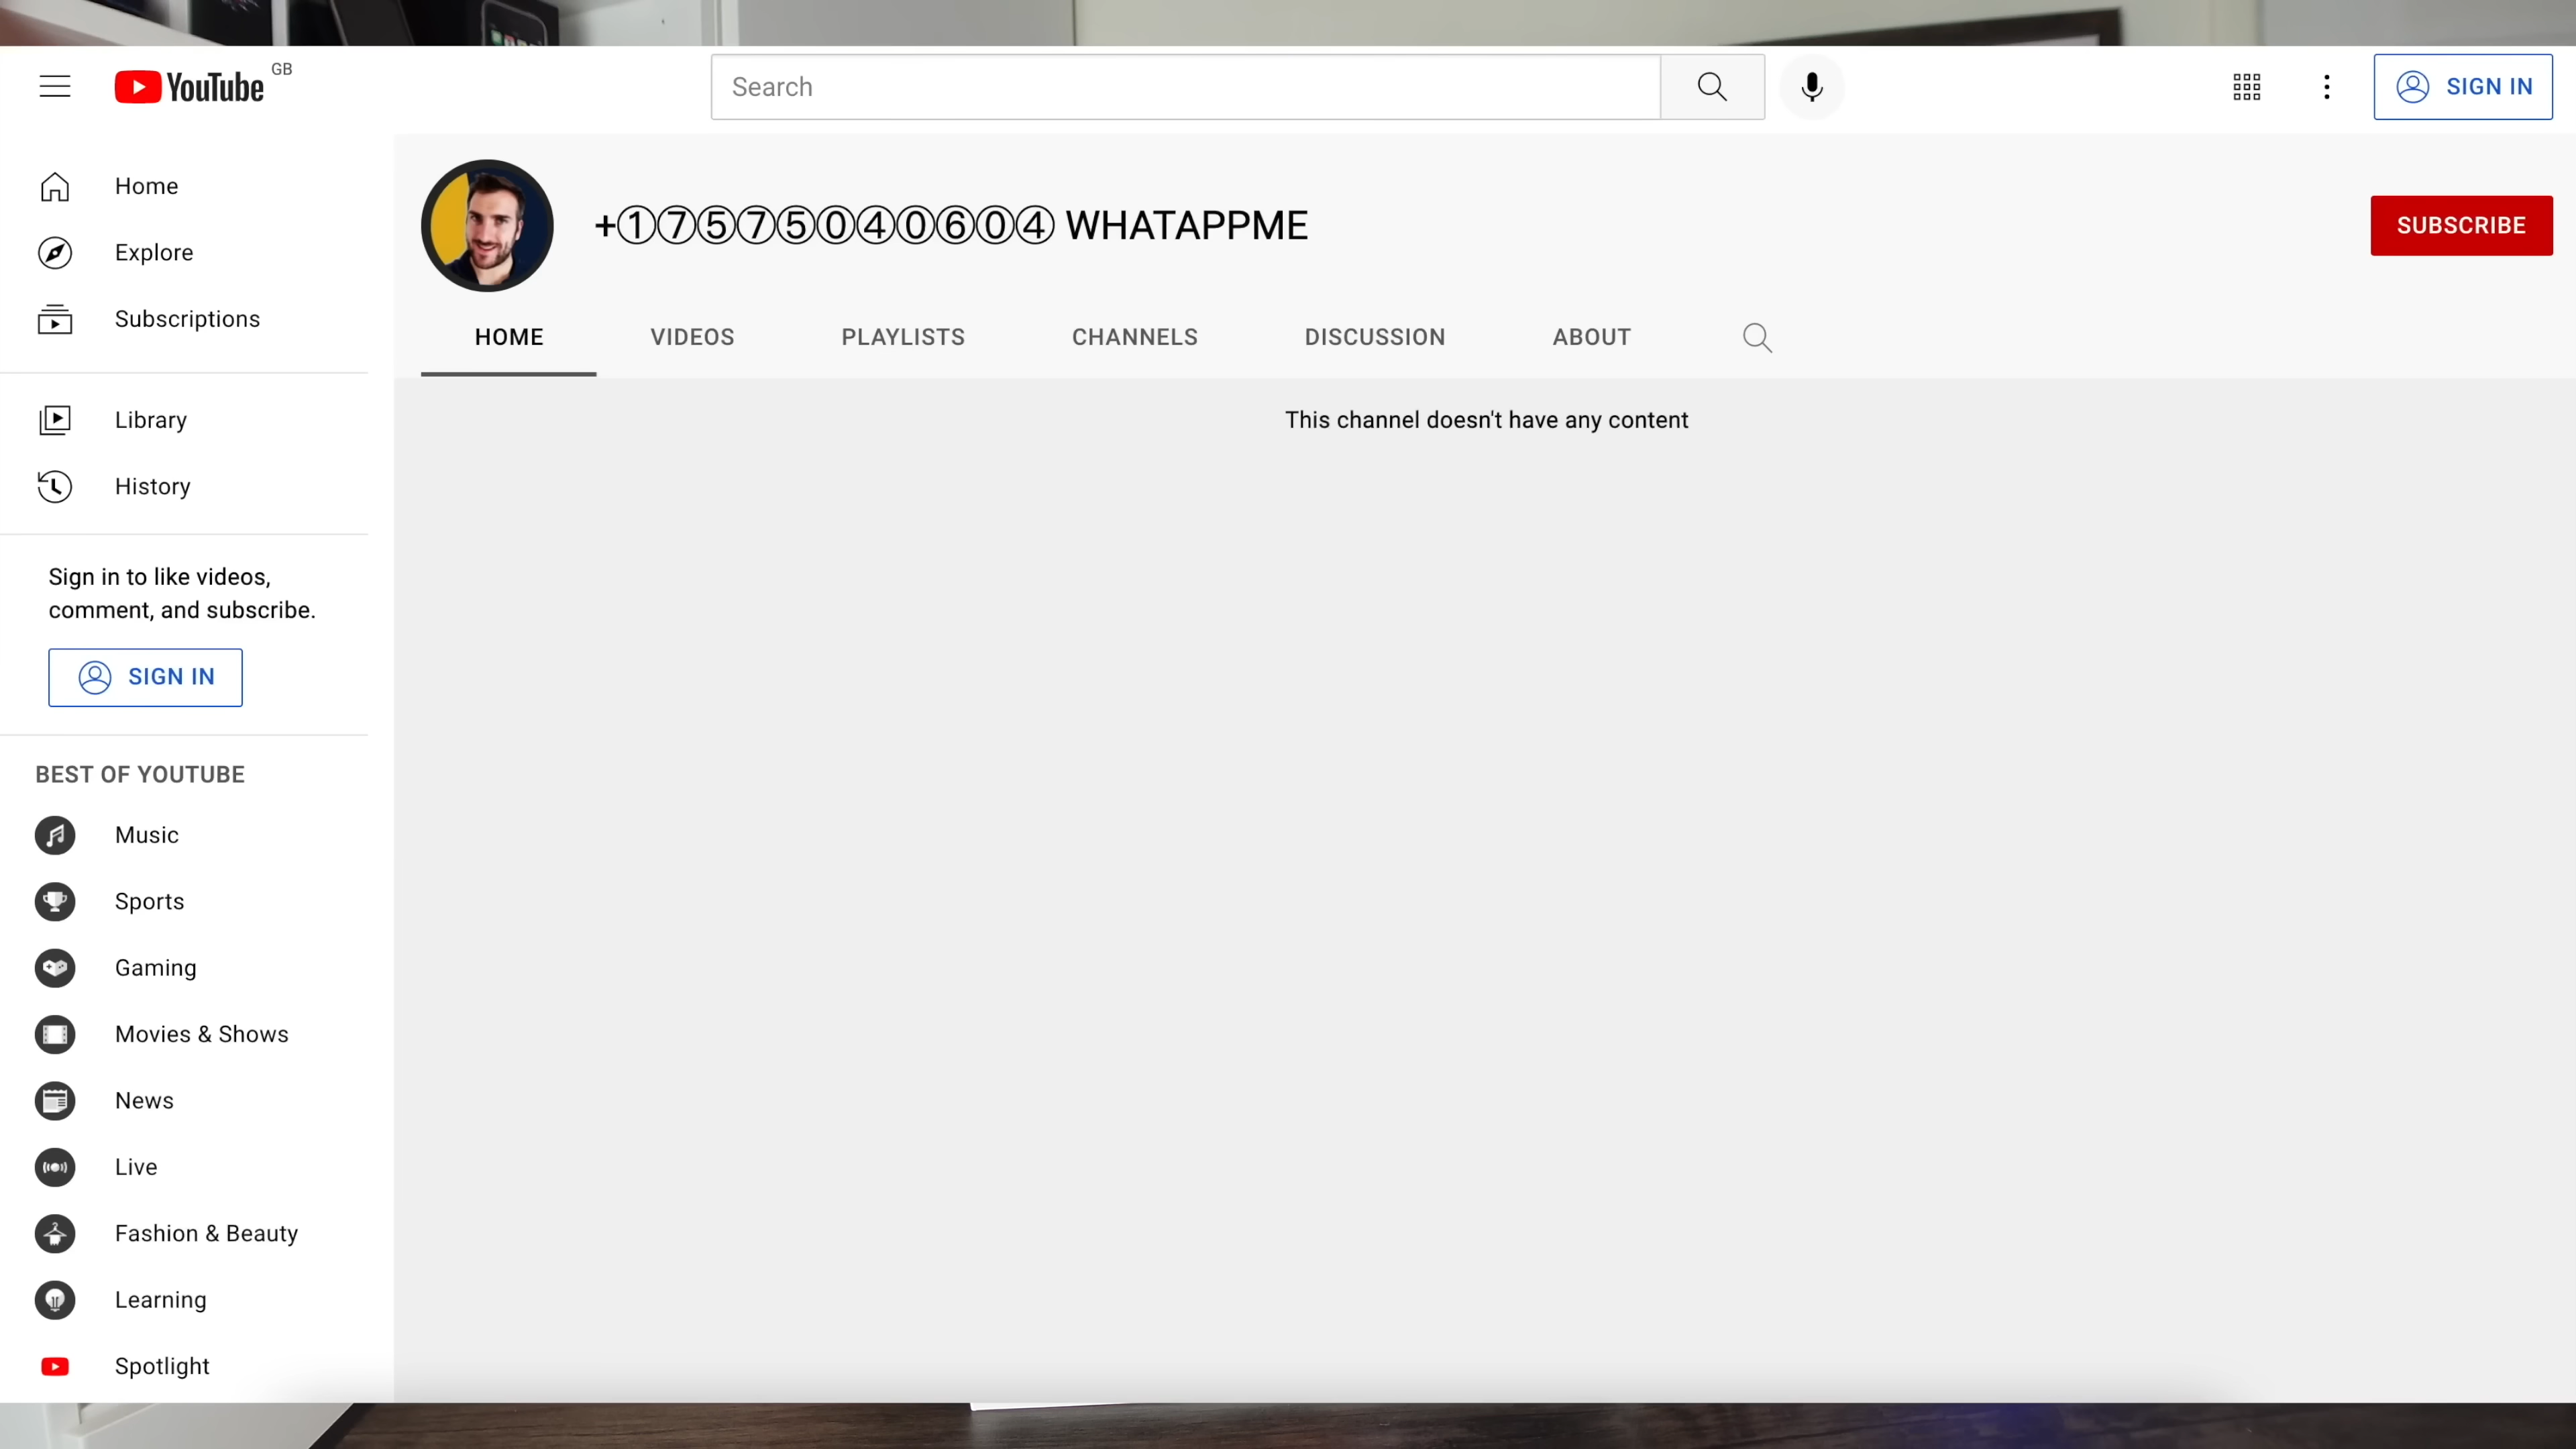 YouTube GB
Search
SIGN IN
Home
Explore
Subscriptions
Library
History
Sign in to like videos,
comment, and subscribe.
SIGN IN
BEST OF YOUTUBE
Music
Sports
Gaming
Movies & Shows
News
Live
Fashion & Beauty
Learning
Spotlight
+①⑦⑤⑦⑤⓪④⓪⑥⓪④ WHATAPPME
SUBSCRIBE
HOME VIDEOS PLAYLISTS CHANNELS DISCUSSION ABOUT
This channel doesn't have any content